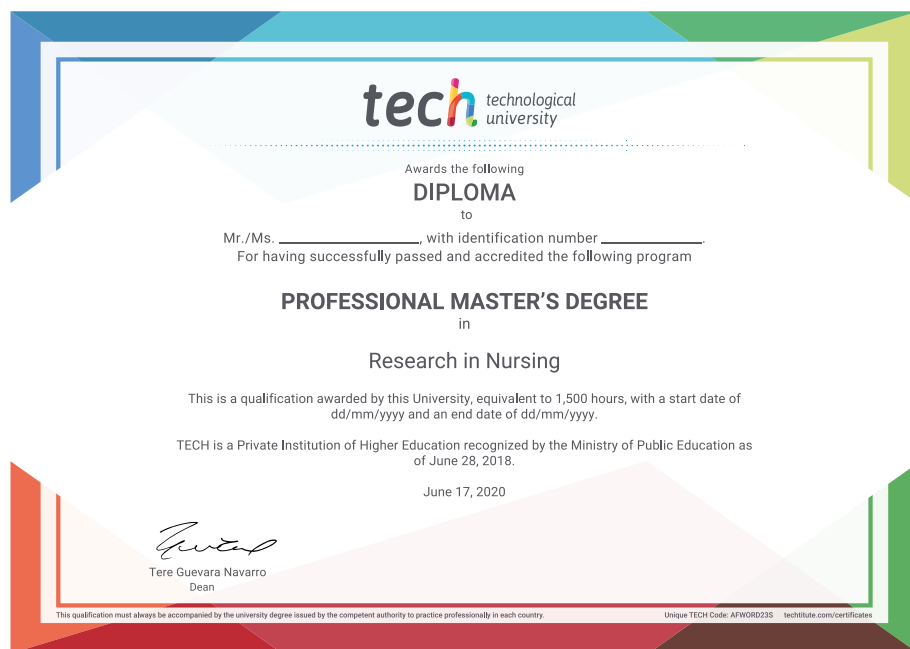 tech technological
university
Awards the following
DIPLOMA
to
Mr./Ms. ____________________, with identification number ______________.
For having successfully passed and accredited the following program
PROFESSIONAL MASTER'S DEGREE
in
Research in Nursing
This is a qualification awarded by this University, equivalent to 1,500 hours, with a start date of
dd/mm/yyyy and an end date of dd/mm/yyyy.
TECH is a Private Institution of Higher Education recognized by the Ministry of Public Education as
of June 28, 2018.
June 17, 2020
Tere Guevara Navarro
Dean
This qualification must always be accompanied by the university degree issued by the competent authority to practice professionally in each country.
Unique TECH Code: AFWORD23S techtitute.com/certificates